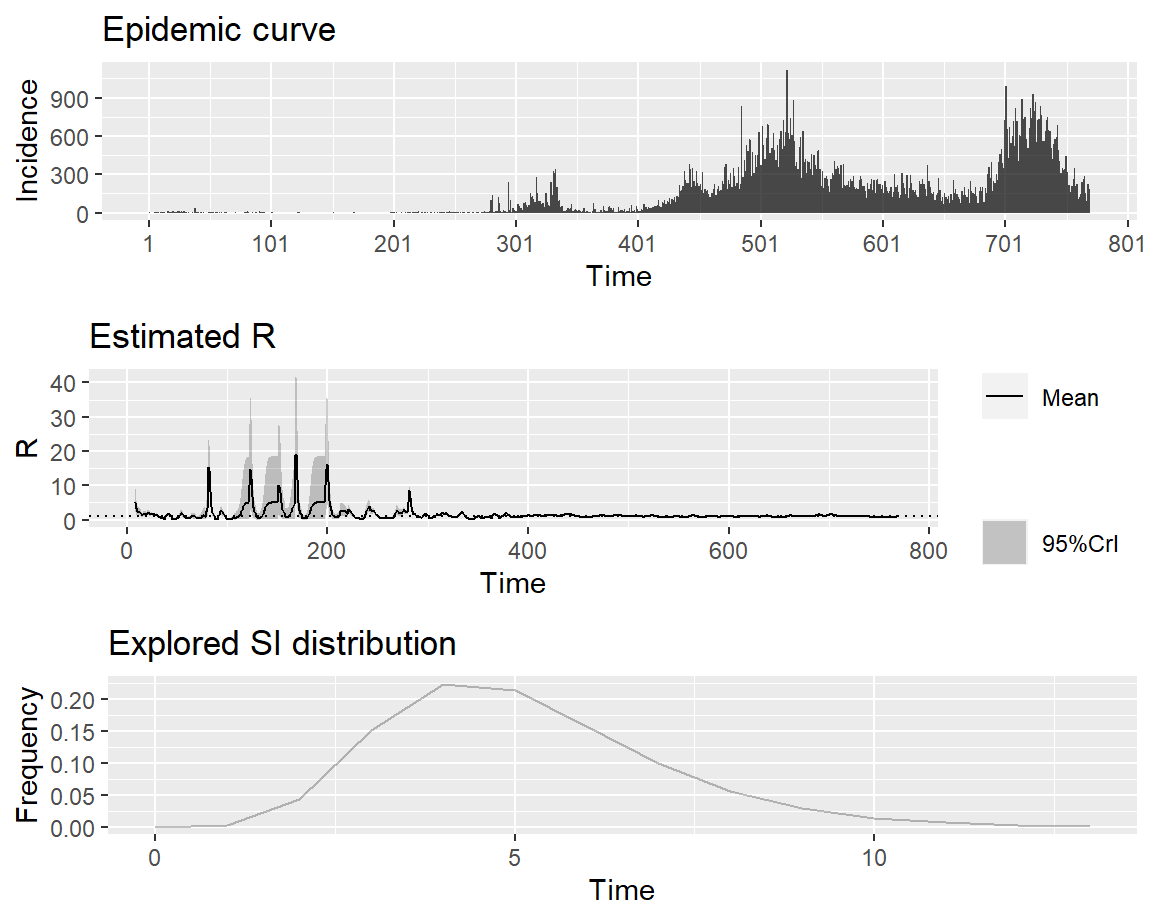 Epidemic curve
Incidence
900
600
300
0
1 101 201 301 401 501 601 701 801
Time
Estimated R
R
40
30
20
10
0
0 200 400 600 800
Time
Mean
95%CrI
Explored SI distribution
Frequency
0.20
0.15
0.10
0.05
0.00
0 5 10
Time